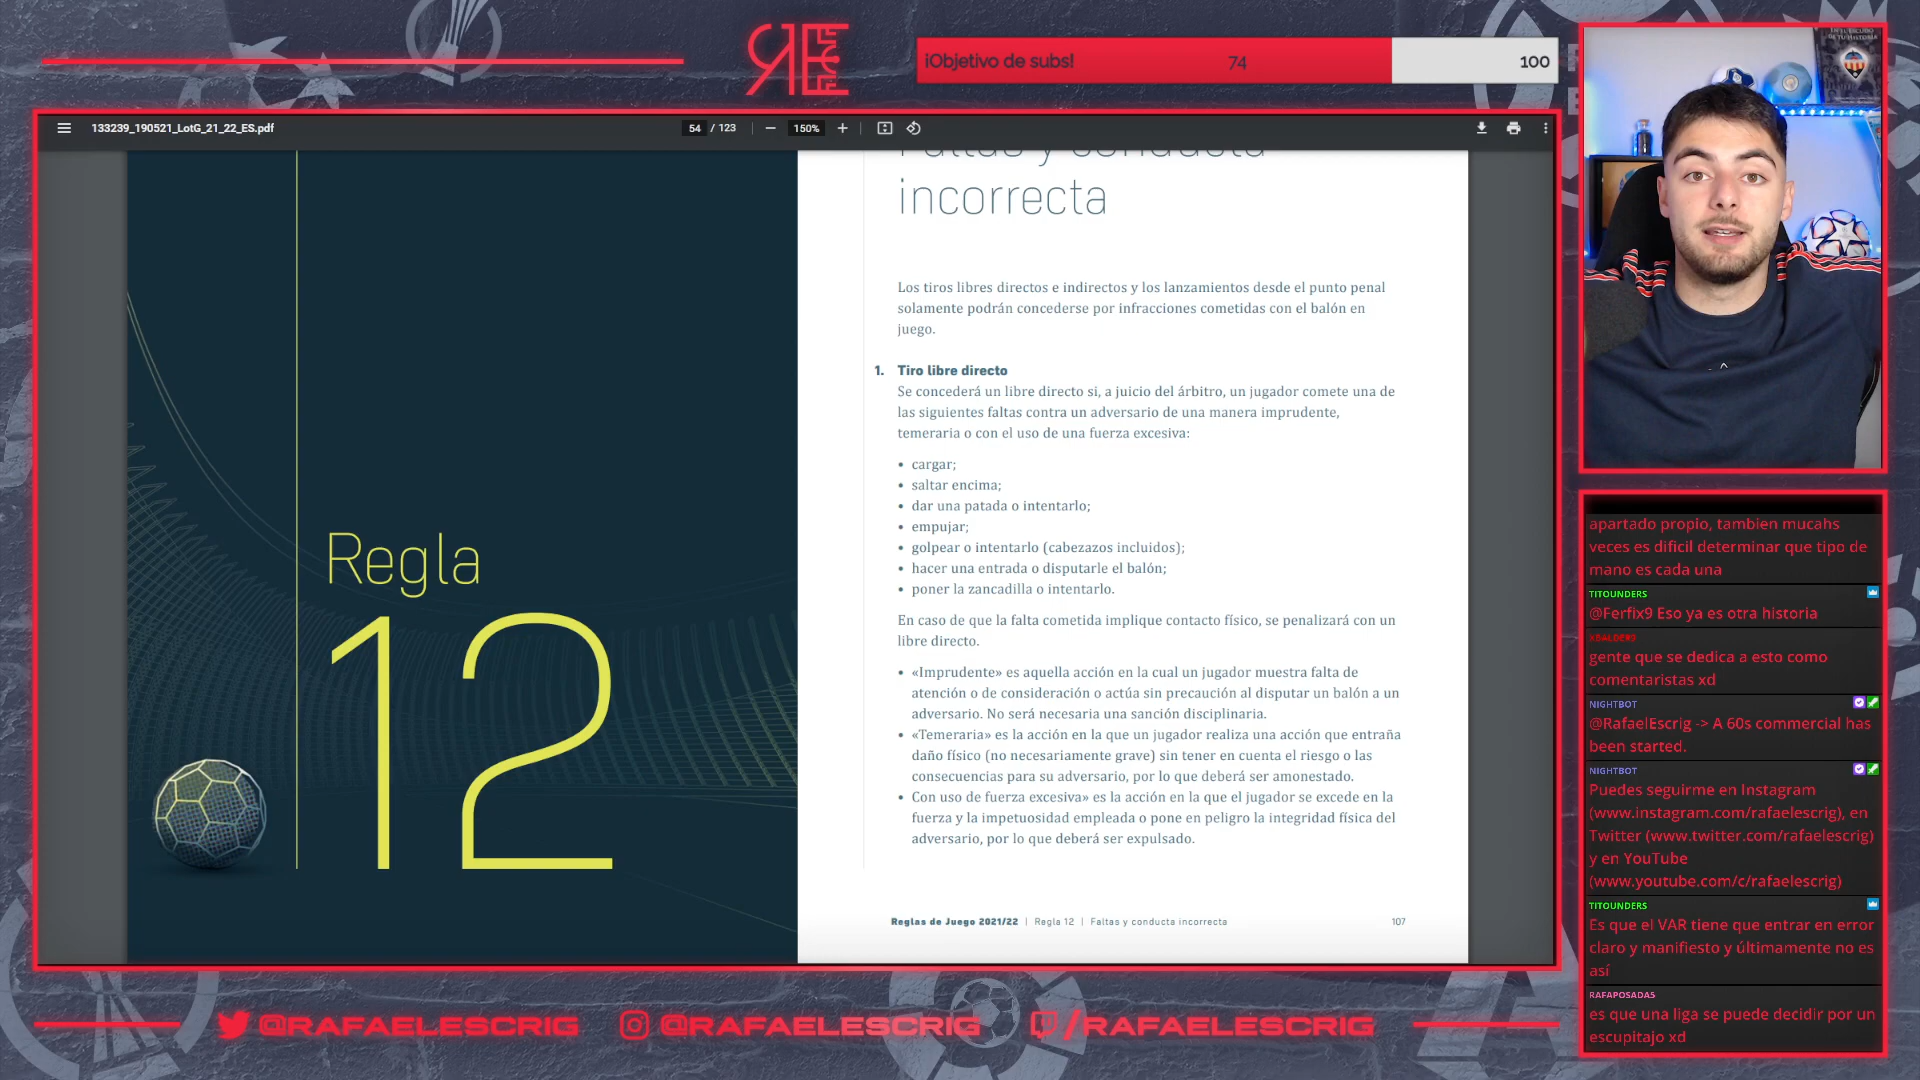 ¡Objetivo de subs! 74 100
133239_190521_LotG_21_22_ES.pdf
54 / 123
150%
Faltas y conducta
incorrecta
Los tiros libres directos e indirectos y los lanzamientos desde el punto penal
solamente podrán concederse por infracciones cometidas con el balón en
juego.
1. Tiro libre directo
Se concederá un libre directo si, a juicio del árbitro, un jugador comete una de
las siguientes faltas contra un adversario de una manera imprudente,
temeraria o con el uso de una fuerza excesiva:
• cargar;
• saltar encima;
• dar una patada o intentarlo;
• empujar;
• golpear o intentarlo (cabezazos incluidos);
• hacer una entrada o disputarle el balón;
• poner la zancadilla o intentarlo.
En caso de que la falta cometida implique contacto físico, se penalizará con un
libre directo.
• «Imprudente» es aquella acción en la cual un jugador muestra falta de
atención o de consideración o actúa sin precaución al disputar un balón a un
adversario. No será necesaria una sanción disciplinaria.
• «Temeraria» es la acción en la que un jugador realiza una acción que entraña
daño físico (no necesariamente grave) sin tener en cuenta el riesgo o las
consecuencias para su adversario, por lo que deberá ser amonestado.
• Con uso de fuerza excesiva» es la acción en la que el jugador se excede en la
fuerza y la impetuosidad empleada o pone en peligro la integridad física del
adversario, por lo que deberá ser expulsado.
Reglas de Juego 2021/22 | Regla 12 | Faltas y conducta incorrecta 107
Regla
12
apartado propio, tambien mucahs
veces es dificil determinar que tipo de
mano es cada una
TITOUNDERS
@Ferfix9 Eso ya es otra historia
XBALDER9
gente que se dedica a esto como
comentaristas xd
NIGHTBOT
@RafaelEscrig -> A 60s commercial has
been started.
NIGHTBOT
Puedes seguirme en Instagram
(www.instagram.com/rafaelescrig), en
Twitter (www.twitter.com/rafaelescrig)
y en YouTube
(www.youtube.com/c/rafaelescrig)
TITOUNDERS
Es que el VAR tiene que entrar en error
claro y manifiesto y últimamente no es
así
RAFAPOSADAS
es que una liga se puede decidir por un
escupitajo xd
@RAFAELESCRIG @RAFAELESCRIG /RAFAELESCRIG